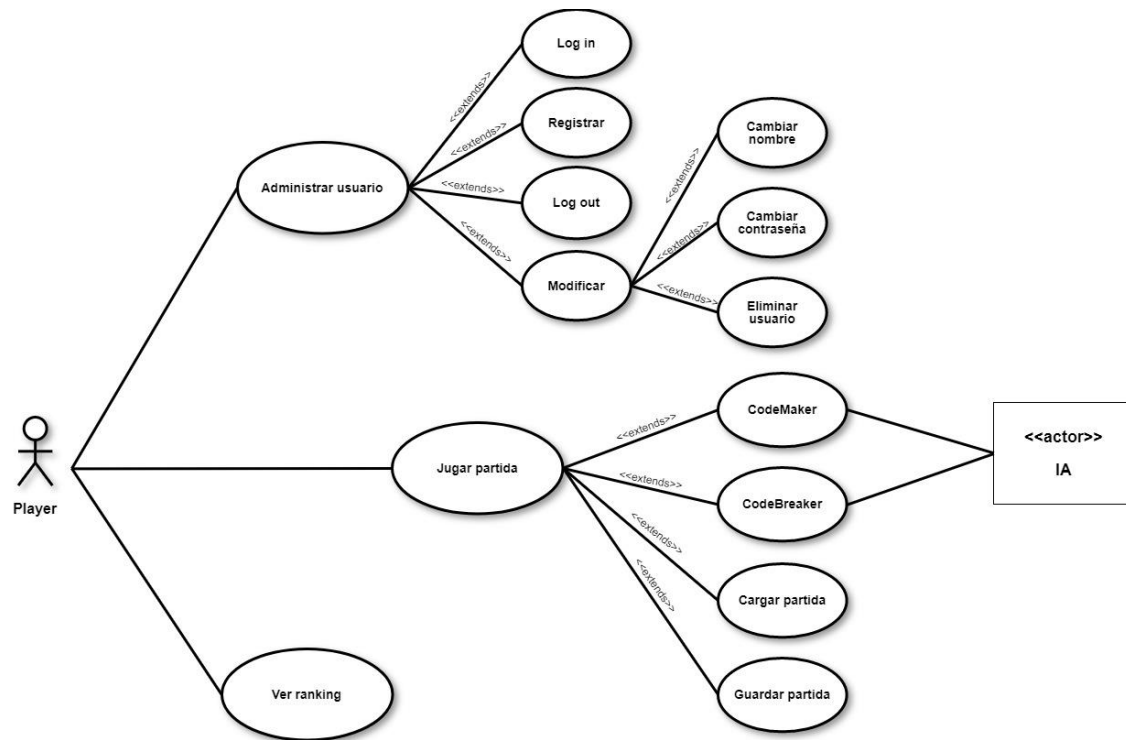 Log in
<<extends>>
Registrar
<<extends>>
Administrar usuario
<<extends>>
Log out
<<extends>>
Modificar
Cambiar
nombre
<<extends>>
Cambiar
contraseña
<<extends>>
<<extends>>
Eliminar
usuario
Player
Jugar partida
<<extends>>
CodeMaker
<<extends>>
CodeBreaker
<<extends>>
Cargar partida
<<extends>>
Guardar partida
<<actor>>
IA
Ver ranking